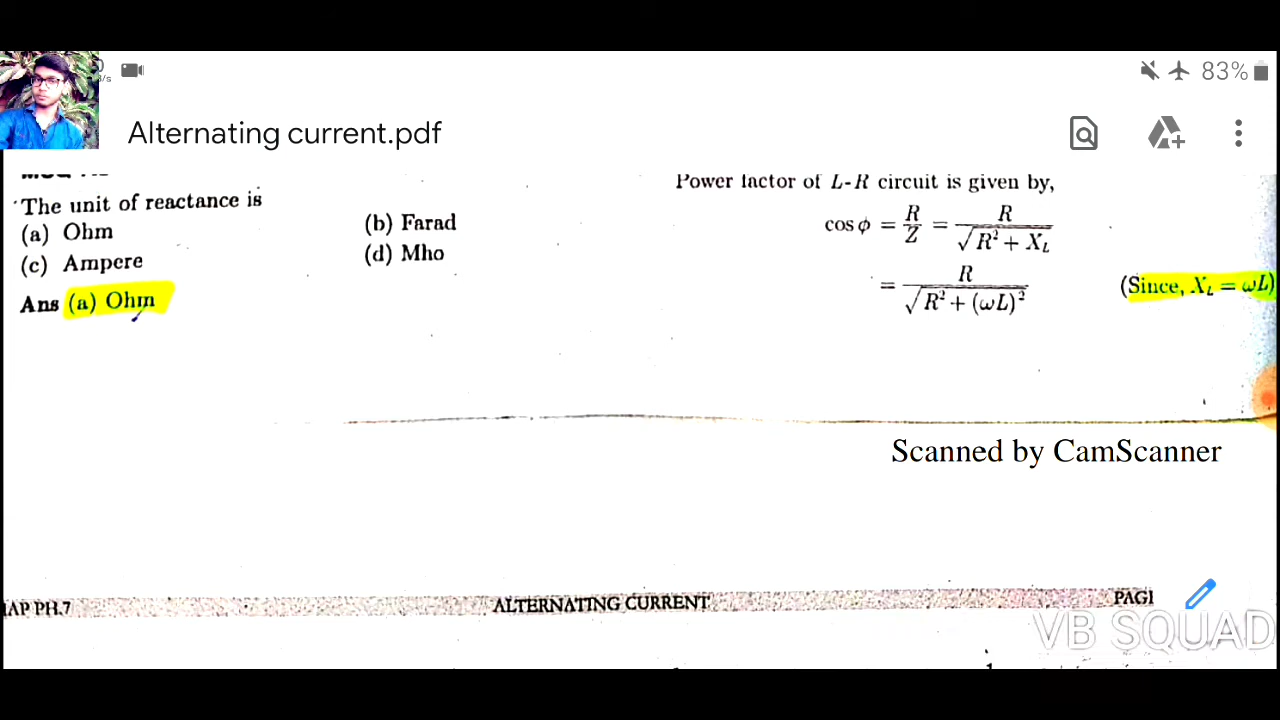 83%
Alternating current.pdf
The unit of reactance is
(a) Ohm
(b) Farad
(c) Ampere
(d) Mho
Ans (a) Ohm
Power factor of L-R circuit is given by,
cos ϕ = R/Z = R/√(R² + X_L)
= R/√(R² + (ωL)²) (Since, X_L = ωL)
Scanned by CamScanner
AP PH.7 ALTERNATING CURRENT PAGE
VB SQUAD